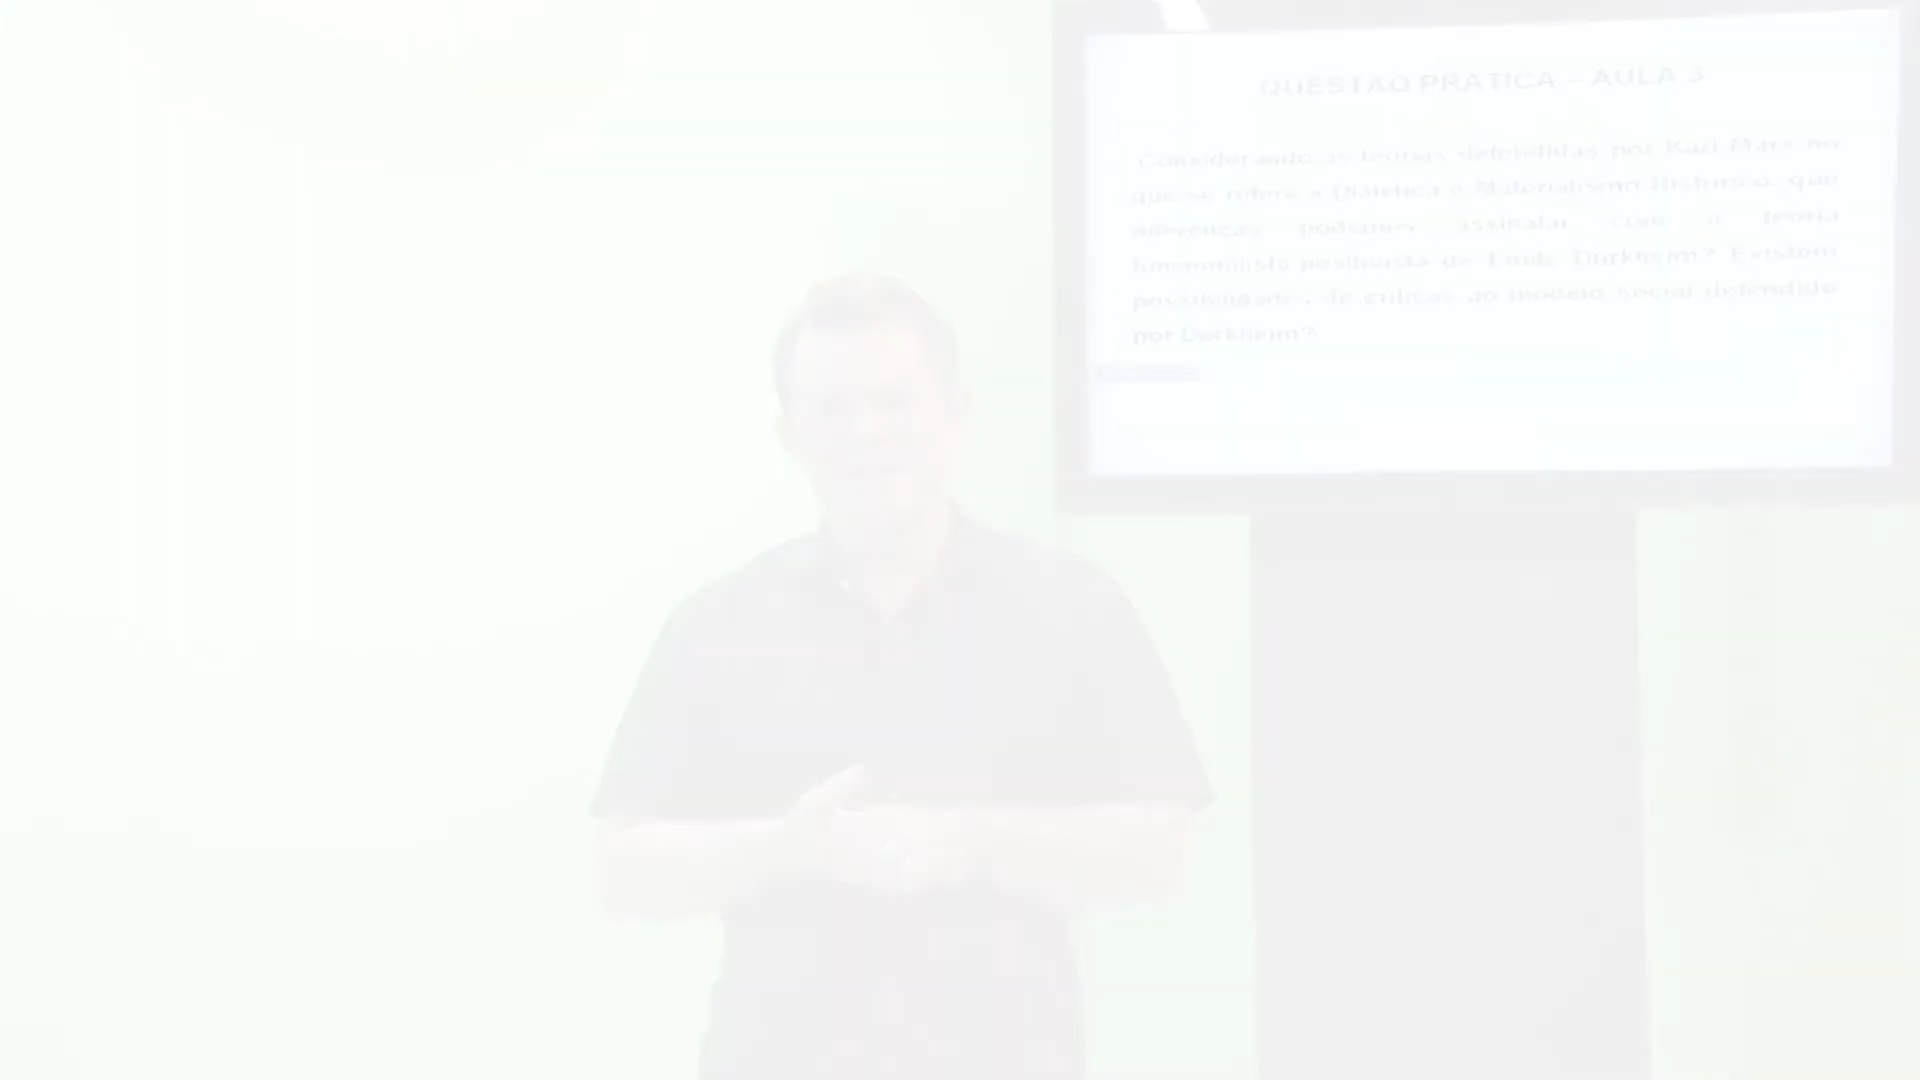 QUESTÃO PRÁTICA – AULA 3
Considerando as teorias defendidas por Karl Marx no
que se refere a Dialética e Materialismo Histórico, que
diferenças podemos assinalar com a teoria
funcionalista-positivista de Émile Durkheim? Existem
possibilidades de críticas ao modelo social defendido
por Durkheim?